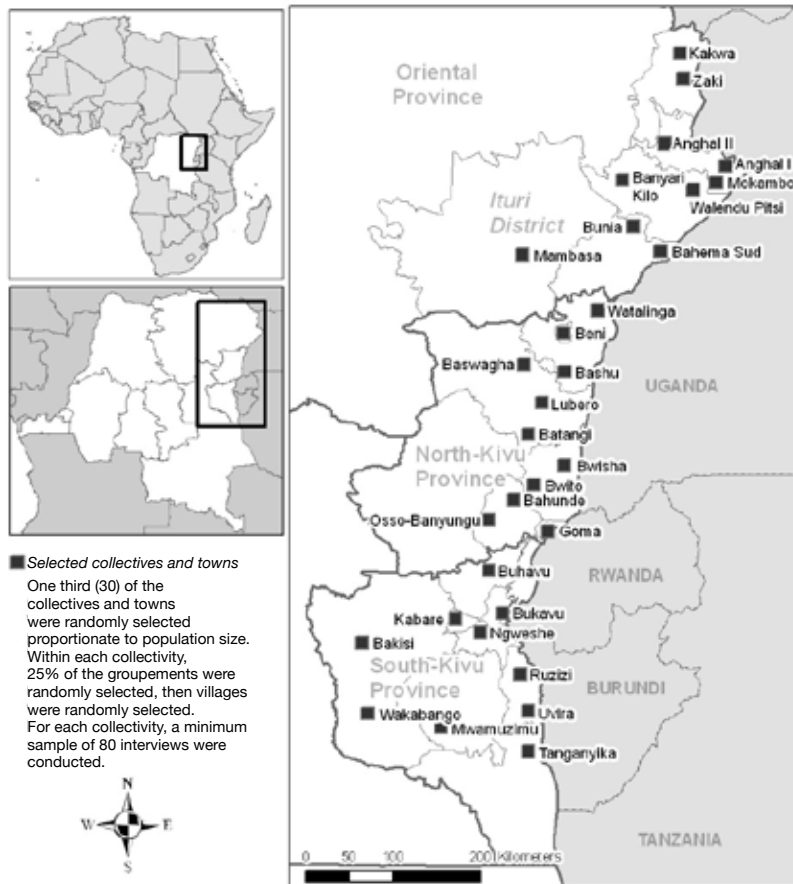 Selected collectives and towns
One third (30) of the
collectives and towns
were randomly selected
proportionate to population size.
Within each collectivity,
25% of the groupements were
randomly selected, then villages
were randomly selected.
For each collectivity, a minimum
sample of 80 interviews were
conducted.
N
W E
S
Oriental
Province
Kakwa
Zaki
Anghal II
Anghal I
Mokambo
Banyari
Kilo
Walendu Pitsi
Ituri
District
Bunia
Bahema Sud
Mambasa
Watalinga
Beni
Baswagha
Bashu
UGANDA
Lubero
Batangi
North-Kivu
Province
Bwisha
Bwito
Bahunde
Osso-Banyungu
Goma
RWANDA
Buhavu
Kabare
Bukavu
Ngweshe
Bakisi
South-Kivu
Province
Ruzizi
BURUNDI
Wakabango
Uvira
Mwamuzimu
Tanganyika
TANZANIA
0 50 100 200 Kilometers